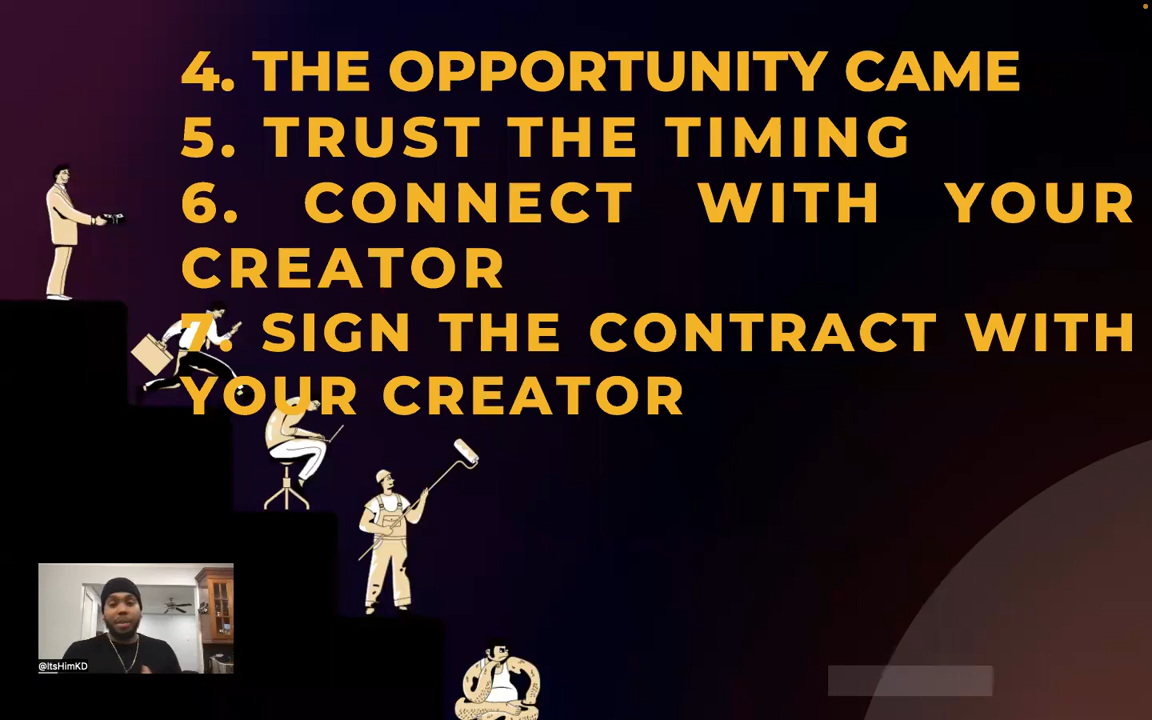 4. THE OPPORTUNITY CAME
5. TRUST THE TIMING
6. CONNECT WITH YOUR
CREATOR
7. SIGN THE CONTRACT WITH
YOUR CREATOR
@ItsHimKD